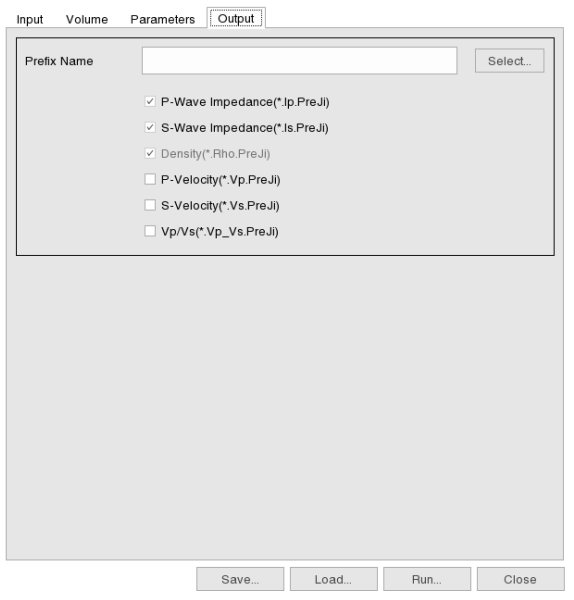 Input Volume Parameters Output
Prefix Name Select...
P-Wave Impedance(*.Ip.PreJi)
S-Wave Impedance(*.Is.PreJi)
Density(*.Rho.PreJi)
P-Velocity(*.Vp.PreJi)
S-Velocity(*.Vs.PreJi)
Vp/Vs(*.Vp_Vs.PreJi)
Save... Load... Run... Close